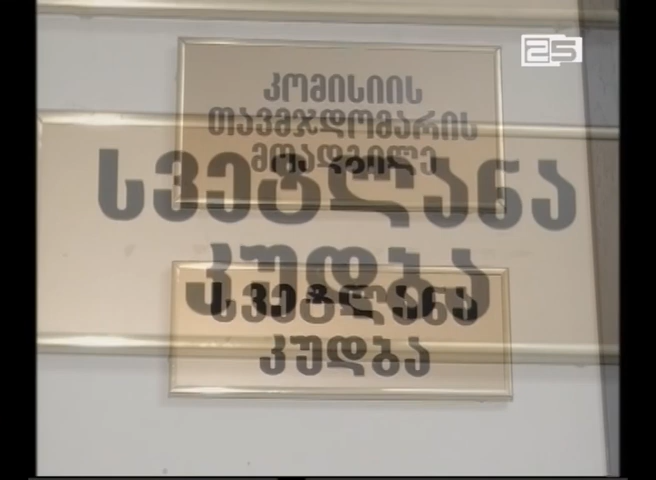 25
კომისიის
თავმჯდომარის
მოადგილე
სვეტლანა
კუდბა
სვეტლანა
კუდბა